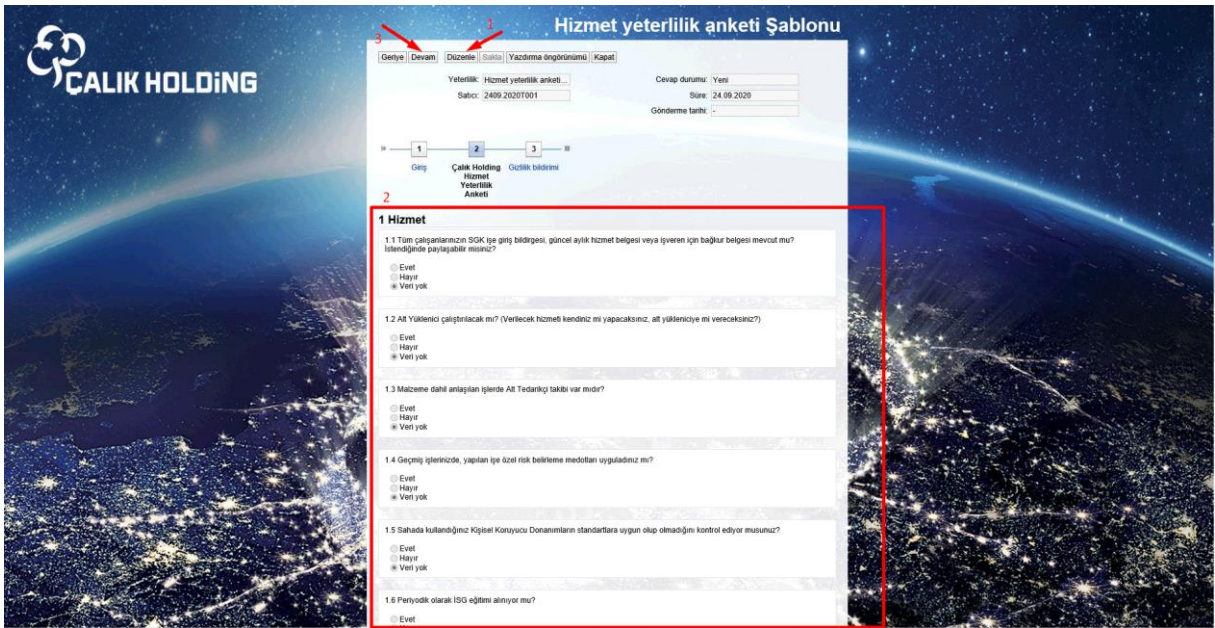 Hizmet yeterlilik anketi Şablonu
ÇALIK HOLDiNG
1
3
Geriye Devam Düzenle Sakla Yazdırma öngörünümü Kapat
Yeterlilik: Hizmet yeterlilik anketi... Cevap durumu: Yeni
Satıcı: 2409.2020T001 Süre: 24.09.2020
Gönderme tarihi: -
1 2 3
Giriş Çalık Holding Gizlilik bildirimi
Hizmet
Yeterlilik
Anketi
2
1 Hizmet
1.1 Tüm çalışanlarınızın SGK işe giriş bildirgesi, güncel aylık hizmet belgesi veya işveren için bağkur belgesi mevcut mu?
İstendiğinde paylaşabilir misiniz?
Evet
Hayır
Veri yok
1.2 Alt Yüklenici çalıştırılacak mı? (Verilecek hizmeti kendiniz mi yapacaksınız, alt yükleniciye mi vereceksiniz?)
Evet
Hayır
Veri yok
1.3 Malzeme dahil anlaşılan işlerde Alt Tedarikçi takibi var mıdır?
Evet
Hayır
Veri yok
1.4 Geçmiş işlerinizde, yapılan işe özel risk belirleme medotları uyguladınız mı?
Evet
Hayır
Veri yok
1.5 Sahada kullandığınız Kişisel Koruyucu Donanımların standartlara uygun olup olmadığını kontrol ediyor musunuz?
Evet
Hayır
Veri yok
1.6 Periyodik olarak İSG eğitimi alınıyor mu?
Evet